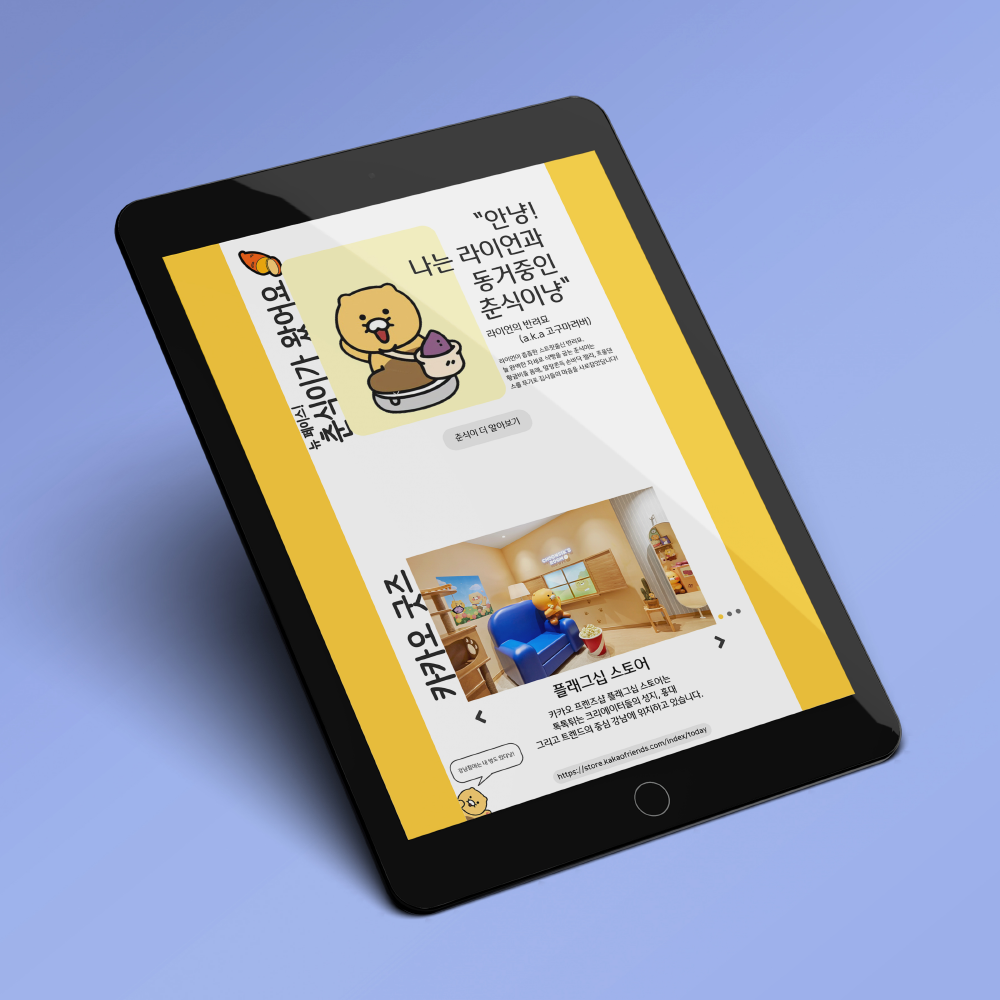 뉴 페이스!
춘식이가 왔어요
"안냥!
나는 라이언과
동거중인
춘식이냥"
라이언의 반려묘
(a.k.a 고구마러버)
춘식이 더 알아보기
카카오 굿즈
플래그십 스토어
카카오 프렌즈샵 플래그십 스토어는
톡톡튀는 크리에이터들의 성지, 홍대
그리고 트렌드의 중심 강남에 위치하고 있습니다.
https://store.kakaofriends.com/index/today